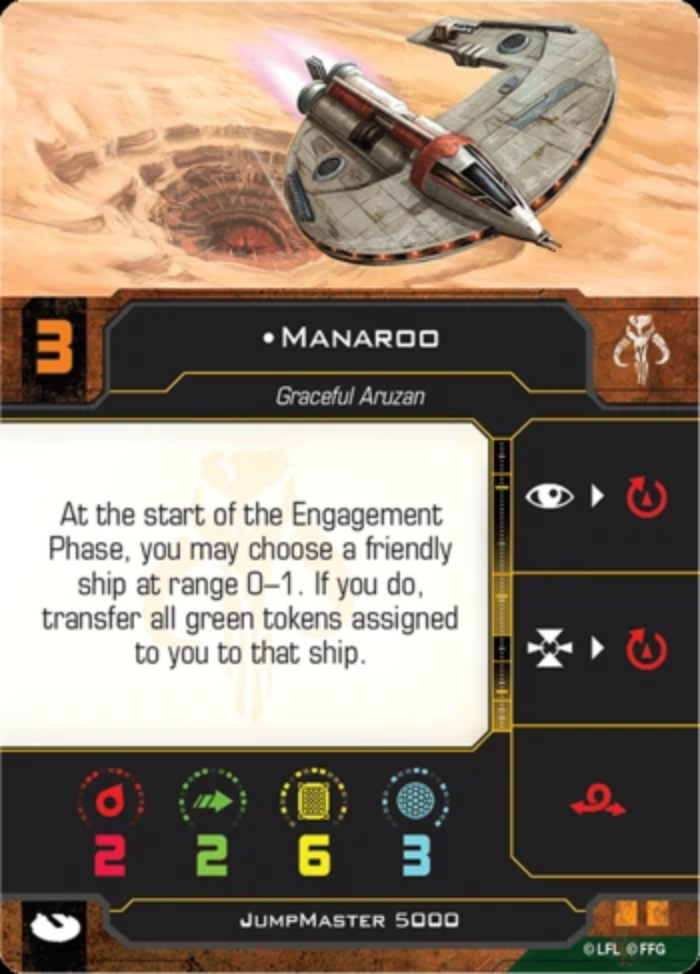 3
•Manaroo
Graceful Aruzan
At the start of the Engagement
Phase, you may choose a friendly
ship at range 0–1. If you do,
transfer all green tokens assigned
to you to that ship.
2 2 6 3
JumpMaster 5000
©LFL ©FFG